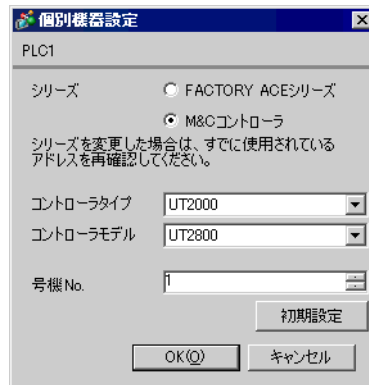 個別機器設定
PLC1
シリーズ
FACTORY ACEシリーズ
M&Cコントローラ
シリーズを変更した場合は、すでに使用されている
アドレスを再確認してください。
コントローラタイプ UT2000
コントローラモデル UT2800
号機No. 1
初期設定
OK(O) キャンセル